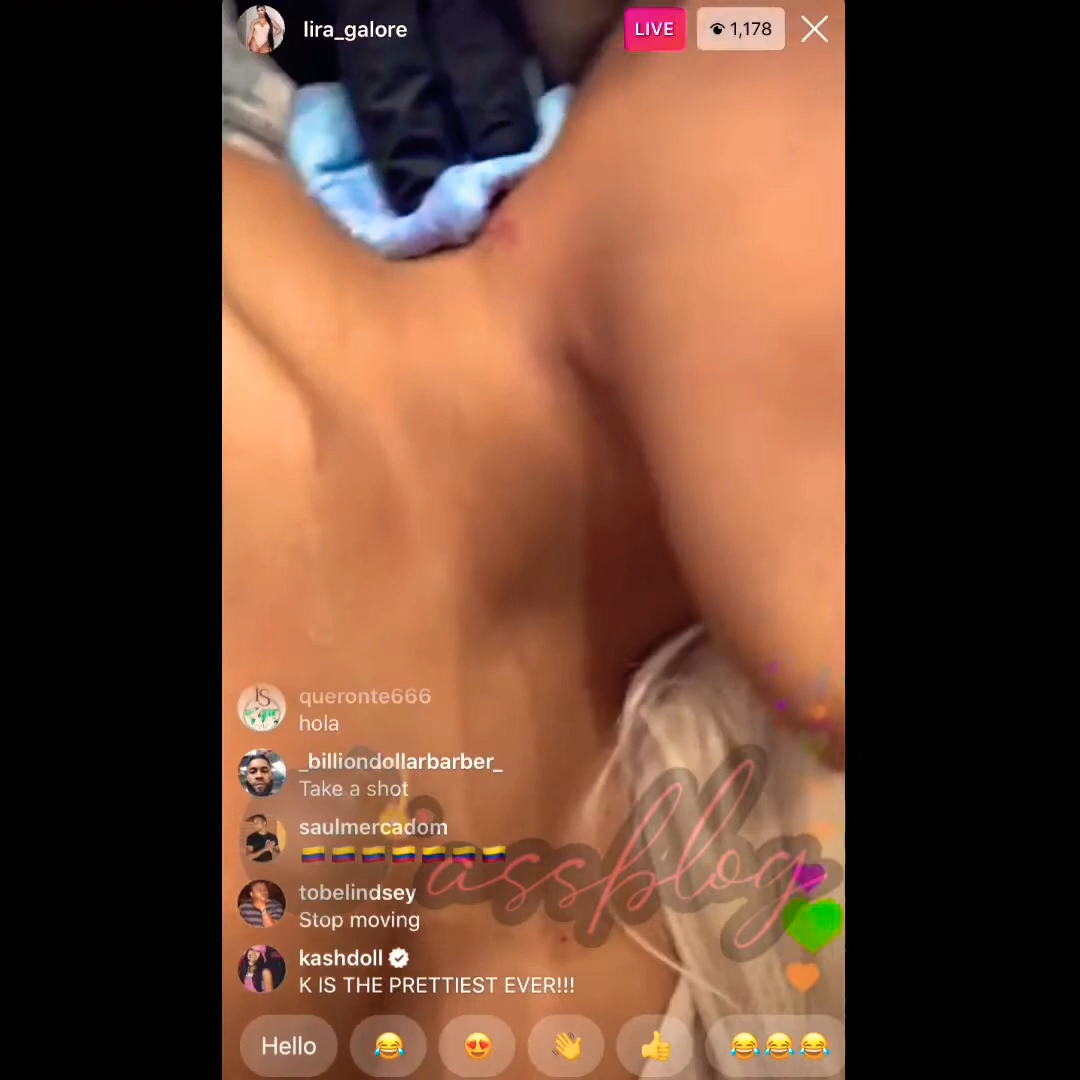 lira_galore
LIVE
1,178
queronte666
hola
_billiondollarbarber_
Take a shot
saulmercadom
tobelindsey
Stop moving
kashdoll
K IS THE PRETTIEST EVER!!!
assblog
Hello